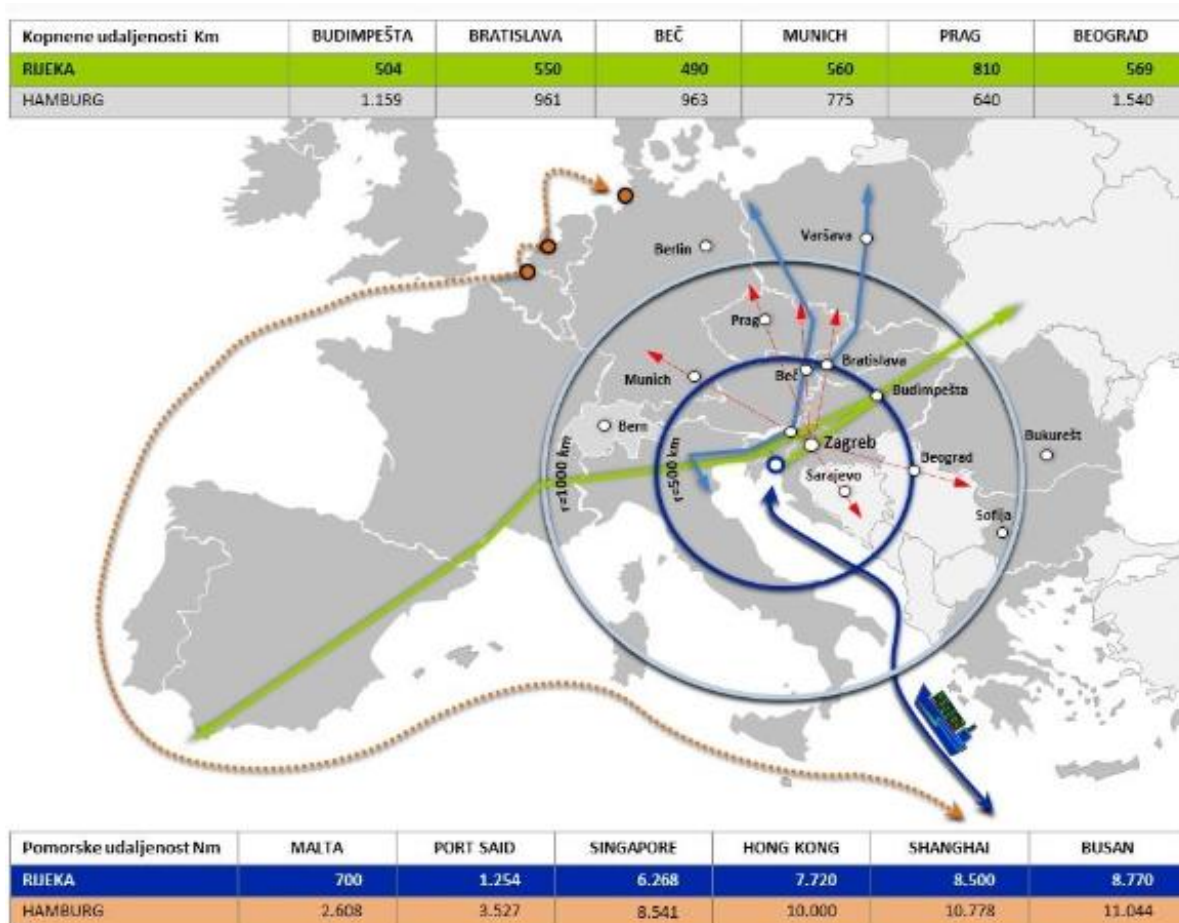 Kopnene udaljenosti Km BUDIMPEŠTA BRATISLAVA BEČ MUNICH PRAG BEOGRAD
RIJEKA 504 550 490 560 810 569
HAMBURG 1.159 961 963 775 640 1.540
Varšava
Berlin
Prag
Bratislava
Beč
Munich
Budimpešta
Bern
Zagreb
Bukurešt
Beograd
r=1000 km
r=500 km
Sarajevo
Sofija
Pomorske udaljenost Nm MALTA PORT SAID SINGAPORE HONG KONG SHANGHAI BUSAN
RIJEKA 700 1.254 6.268 7.720 8.500 8.770
HAMBURG 2.608 3.527 8.541 10.000 10.778 11.044